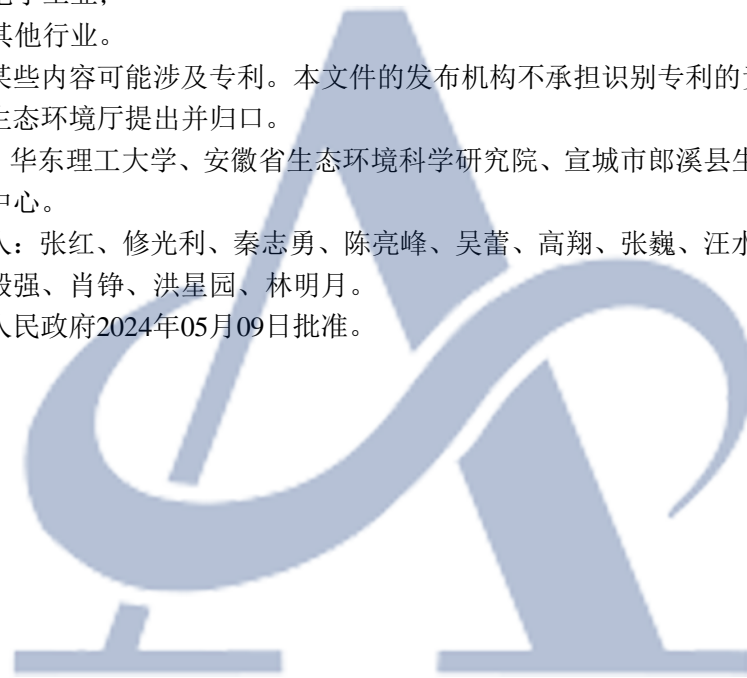 其他行业。
某些内容可能涉及专利。本文件的发布机构不承担识别专利的
生态环境厅提出并归口。
华东理工大学、安徽省生态环境科学研究院、宣城市郎溪县生
中心。
人：张红、修光利、秦志勇、陈亮峰、吴蕾、高翔、张巍、汪水
毅强、肖铮、洪星园、林明月。
人民政府2024年05月09日批准。